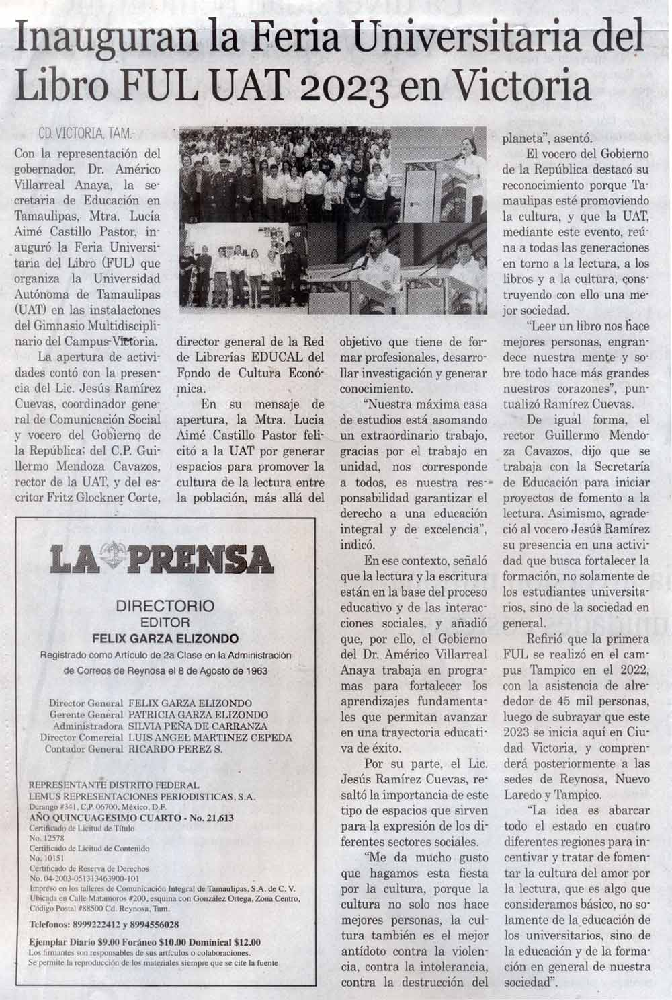 Inauguran la Feria Universitaria del
Libro FUL UAT 2023 en Victoria
CD. VICTORIA, TAM.-
Con la representación del
gobernador, Dr. Américo
Villarreal Anaya, la se-
cretaria de Educación en
Tamaulipas, Mtra. Lucía
Aimé Castillo Pastor, in-
auguró la Feria Universi-
taria del Libro (FUL) que
organiza la Universidad
Autónoma de Tamaulipas
(UAT) en las instalaciones
del Gimnasio Multidiscipli-
nario del Campus Victoria.
La apertura de activi-
dades contó con la presen-
cia del Lic. Jesús Ramírez
Cuevas, coordinador gene-
ral de Comunicación Social
y vocero del Gobierno de
la República; del C.P. Gui-
llermo Mendoza Cavazos,
rector de la UAT, y del es-
critor Fritz Glockner Corte,
www.uat.edu.m
director general de la Red
de Librerías EDUCAL del
Fondo de Cultura Econó-
mica.
En su mensaje de
apertura, la Mtra. Lucia
Aimé Castillo Pastor feli-
citó a la UAT por generar
espacios para promover la
cultura de la lectura entre
la población, más allá del
objetivo que tiene de for-
mar profesionales, desarro-
llar investigación y generar
conocimiento.
“Nuestra máxima casa
de estudios está asomando
un extraordinario trabajo,
gracias por el trabajo en
unidad, nos corresponde
a todos, es nuestra res-
ponsabilidad garantizar el
derecho a una educación
integral y de excelencia”,
indicó.
En ese contexto, señaló
que la lectura y la escritura
están en la base del proceso
educativo y de las interac-
ciones sociales, y añadió
que, por ello, el Gobierno
del Dr. Américo Villarreal
Anaya trabaja en progra-
mas para fortalecer los
aprendizajes fundamenta-
les que permitan avanzar
en una trayectoria educati-
va de éxito.
Por su parte, el Lic.
Jesús Ramírez Cuevas, re-
saltó la importancia de este
tipo de espacios que sirven
para la expresión de los di-
ferentes sectores sociales.
“Me da mucho gusto
que hagamos esta fiesta
por la cultura, porque la
cultura no solo nos hace
mejores personas, la cul-
tura también es el mejor
antídoto contra la violen-
cia, contra la intolerancia,
contra la destrucción del
planeta”, asentó.
El vocero del Gobierno
de la República destacó su
reconocimiento porque Ta-
maulipas esté promoviendo
la cultura, y que la UAT,
mediante este evento, reú-
na a todas las generaciones
en torno a la lectura, a los
libros y a la cultura, cons-
truyendo con ello una me-
jor sociedad.
“Leer un libro nos hace
mejores personas, engran-
dece nuestra mente y so-
bre todo hace más grandes
nuestros corazones”, pun-
tualizó Ramírez Cuevas.
De igual forma, el
rector Guillermo Mendo-
za Cavazos, dijo que se
trabaja con la Secretaría
de Educación para iniciar
proyectos de fomento a la
lectura. Asimismo, agrade-
ció al vocero Jesús Ramírez
su presencia en una activi-
dad que busca fortalecer la
formación, no solamente de
los estudiantes universita-
rios, sino de la sociedad en
general.
Refirió que la primera
FUL se realizó en el cam-
pus Tampico en el 2022,
con la asistencia de alre-
dedor de 45 mil personas,
luego de subrayar que este
2023 se inicia aquí en Ciu-
dad Victoria, y compren-
derá posteriormente a las
sedes de Reynosa, Nuevo
Laredo y Tampico.
“La idea es abarcar
todo el estado en cuatro
diferentes regiones para in-
centivar y tratar de fomen-
tar la cultura del amor por
la lectura, que es algo que
consideramos básico, no so-
lamente de la educación de
los universitarios, sino de
la educación y de la forma-
ción en general de nuestra
sociedad”.
LA PRENSA
DIRECTORIO
EDITOR
FELIX GARZA ELIZONDO
Registrado como Artículo de 2a Clase en la Administración
de Correos de Reynosa el 8 de Agosto de 1963
Director General FELIX GARZA ELIZONDO
Gerente General PATRICIA GARZA ELIZONDO
Administradora SILVIA PEÑA DE CARRANZA
Director Comercial LUIS ANGEL MARTINEZ CEPEDA
Contador General RICARDO PEREZ S.
REPRESENTANTE DISTRITO FEDERAL
LEMUS REPRESENTACIONES PERIODISTICAS, S.A.
Durango #341, C.P. 06700, México, D.F.
AÑO QUINCUAGESIMO CUARTO - No. 21,613
Certificado de Licitud de Título
No. 12578
Certificado de Licitud de Contenido
No. 10151
Certificado de Reserva de Derechos
No. 04-2003-051313463900-101
Impreso en los talleres de Comunicación Integral de Tamaulipas, S.A. de C. V.
Ubicada en Calle Matamoros #200, esquina con González Ortega, Zona Centro,
Código Postal #88500 Cd. Reynosa, Tam.
Telefonos: 8999222412 y 8994556028
Ejemplar Diario $9.00 Foráneo $10.00 Dominical $12.00
Los firmantes son responsables de sus artículos o colaboraciones.
Se permite la reproducción de los materiales siempre que se cite la fuente